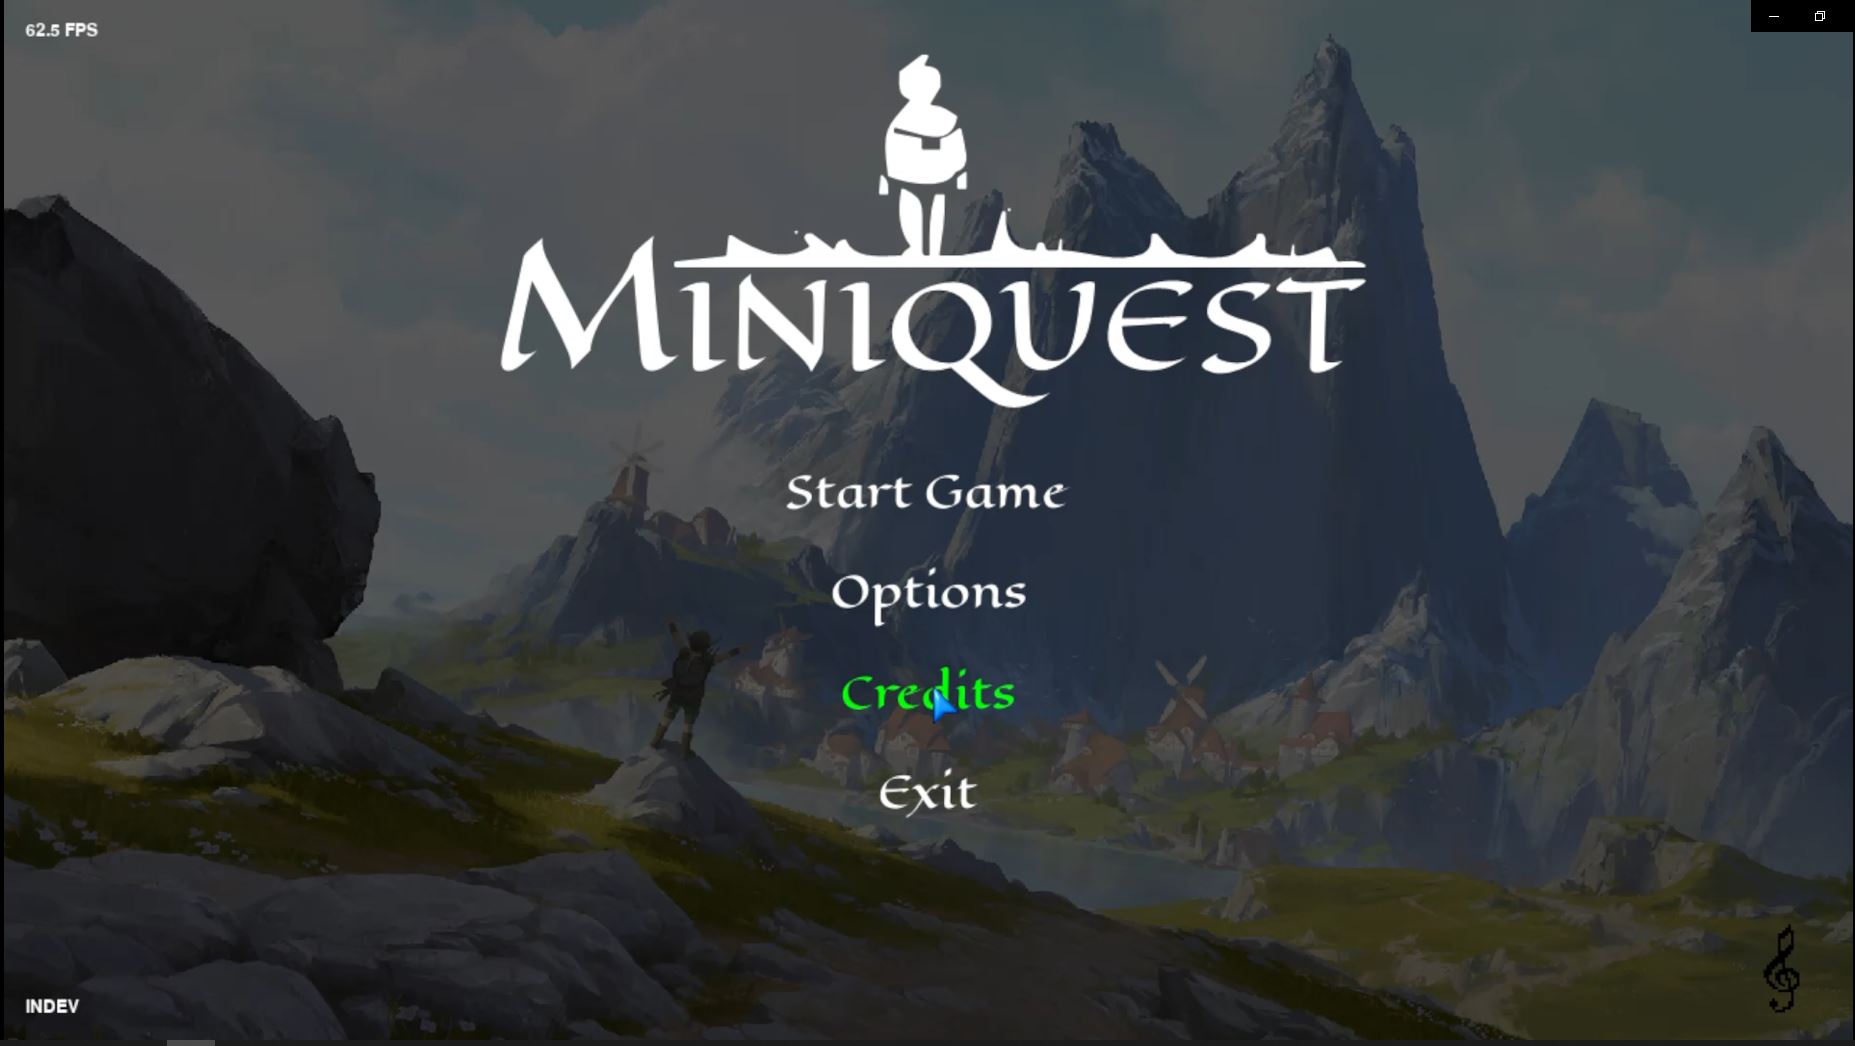 62.5 FPS
MINIQUEST
Start Game
Options
Credits
Exit
INDEV